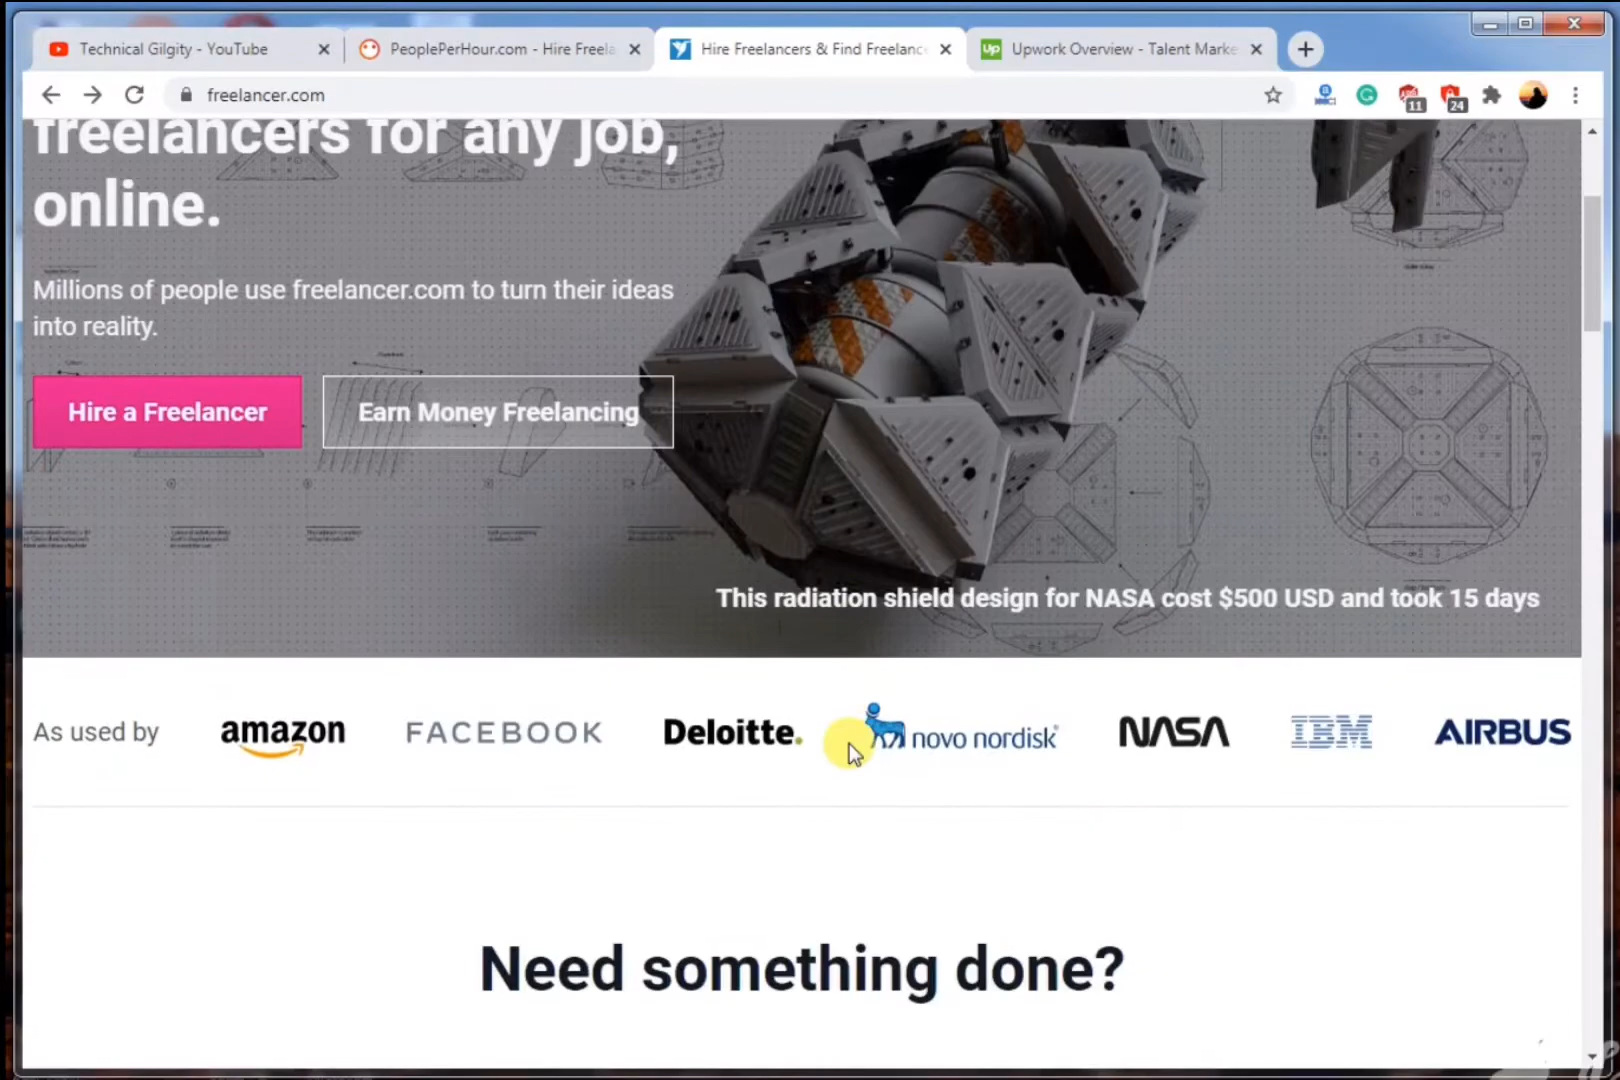 Technical Gilgity - YouTube
PeoplePerHour.com - Hire Freela
Hire Freelancers & Find Freelanc
Upwork Overview - Talent Marke
freelancer.com
11
24
freelancers for any job,
online.
Millions of people use freelancer.com to turn their ideas
into reality.
Hire a Freelancer
Earn Money Freelancing
This radiation shield design for NASA cost $500 USD and took 15 days
As used by
amazon
FACEBOOK
Deloitte.
novo nordisk®
NASA
IBM
AIRBUS
Need something done?